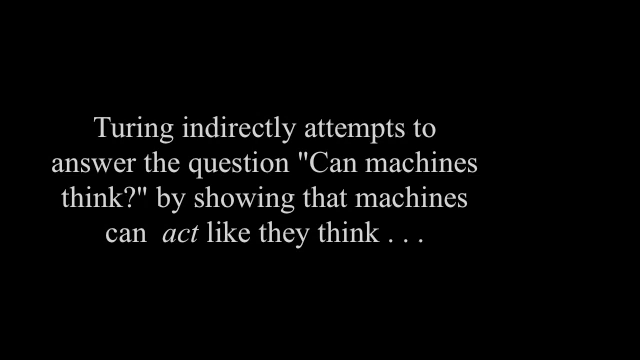 Turing indirectly attempts to
answer the question "Can machines
think?" by showing that machines
can act like they think . . .